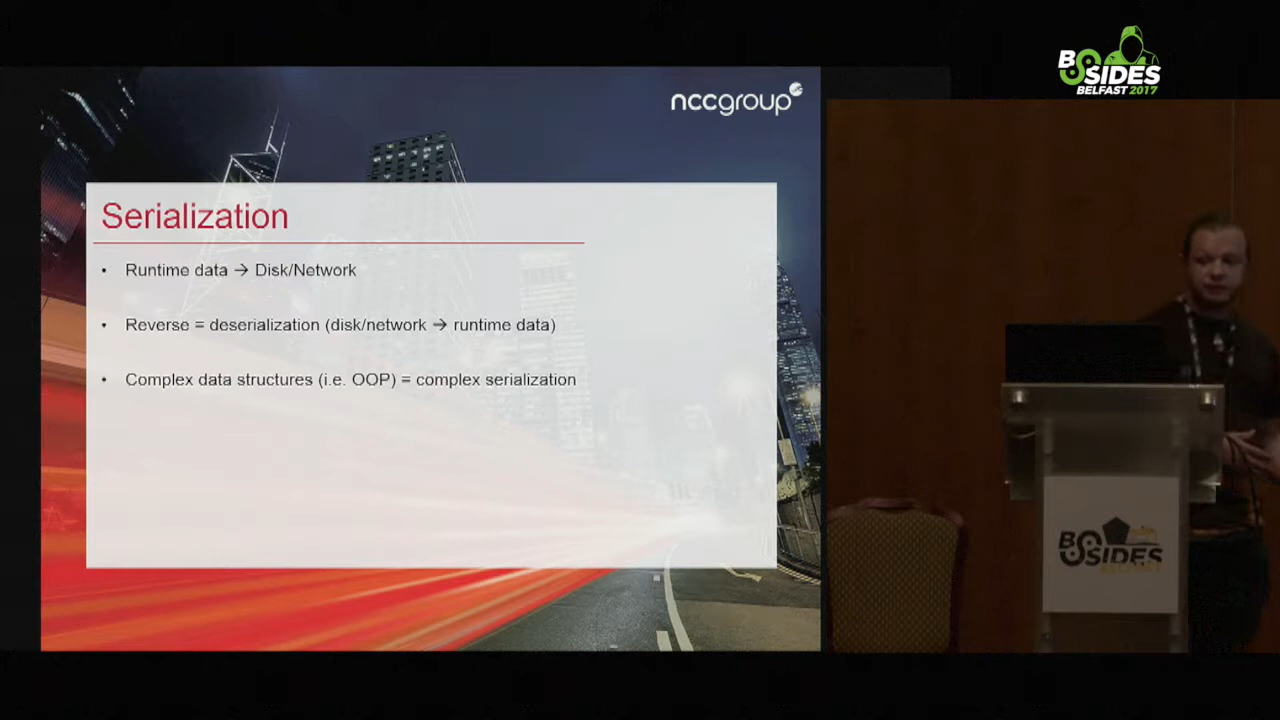 BSIDES
BELFAST 2017
nccgroup
Serialization
• Runtime data → Disk/Network
• Reverse = deserialization (disk/network → runtime data)
• Complex data structures (i.e. OOP) = complex serialization
BSIDES
BELFAST